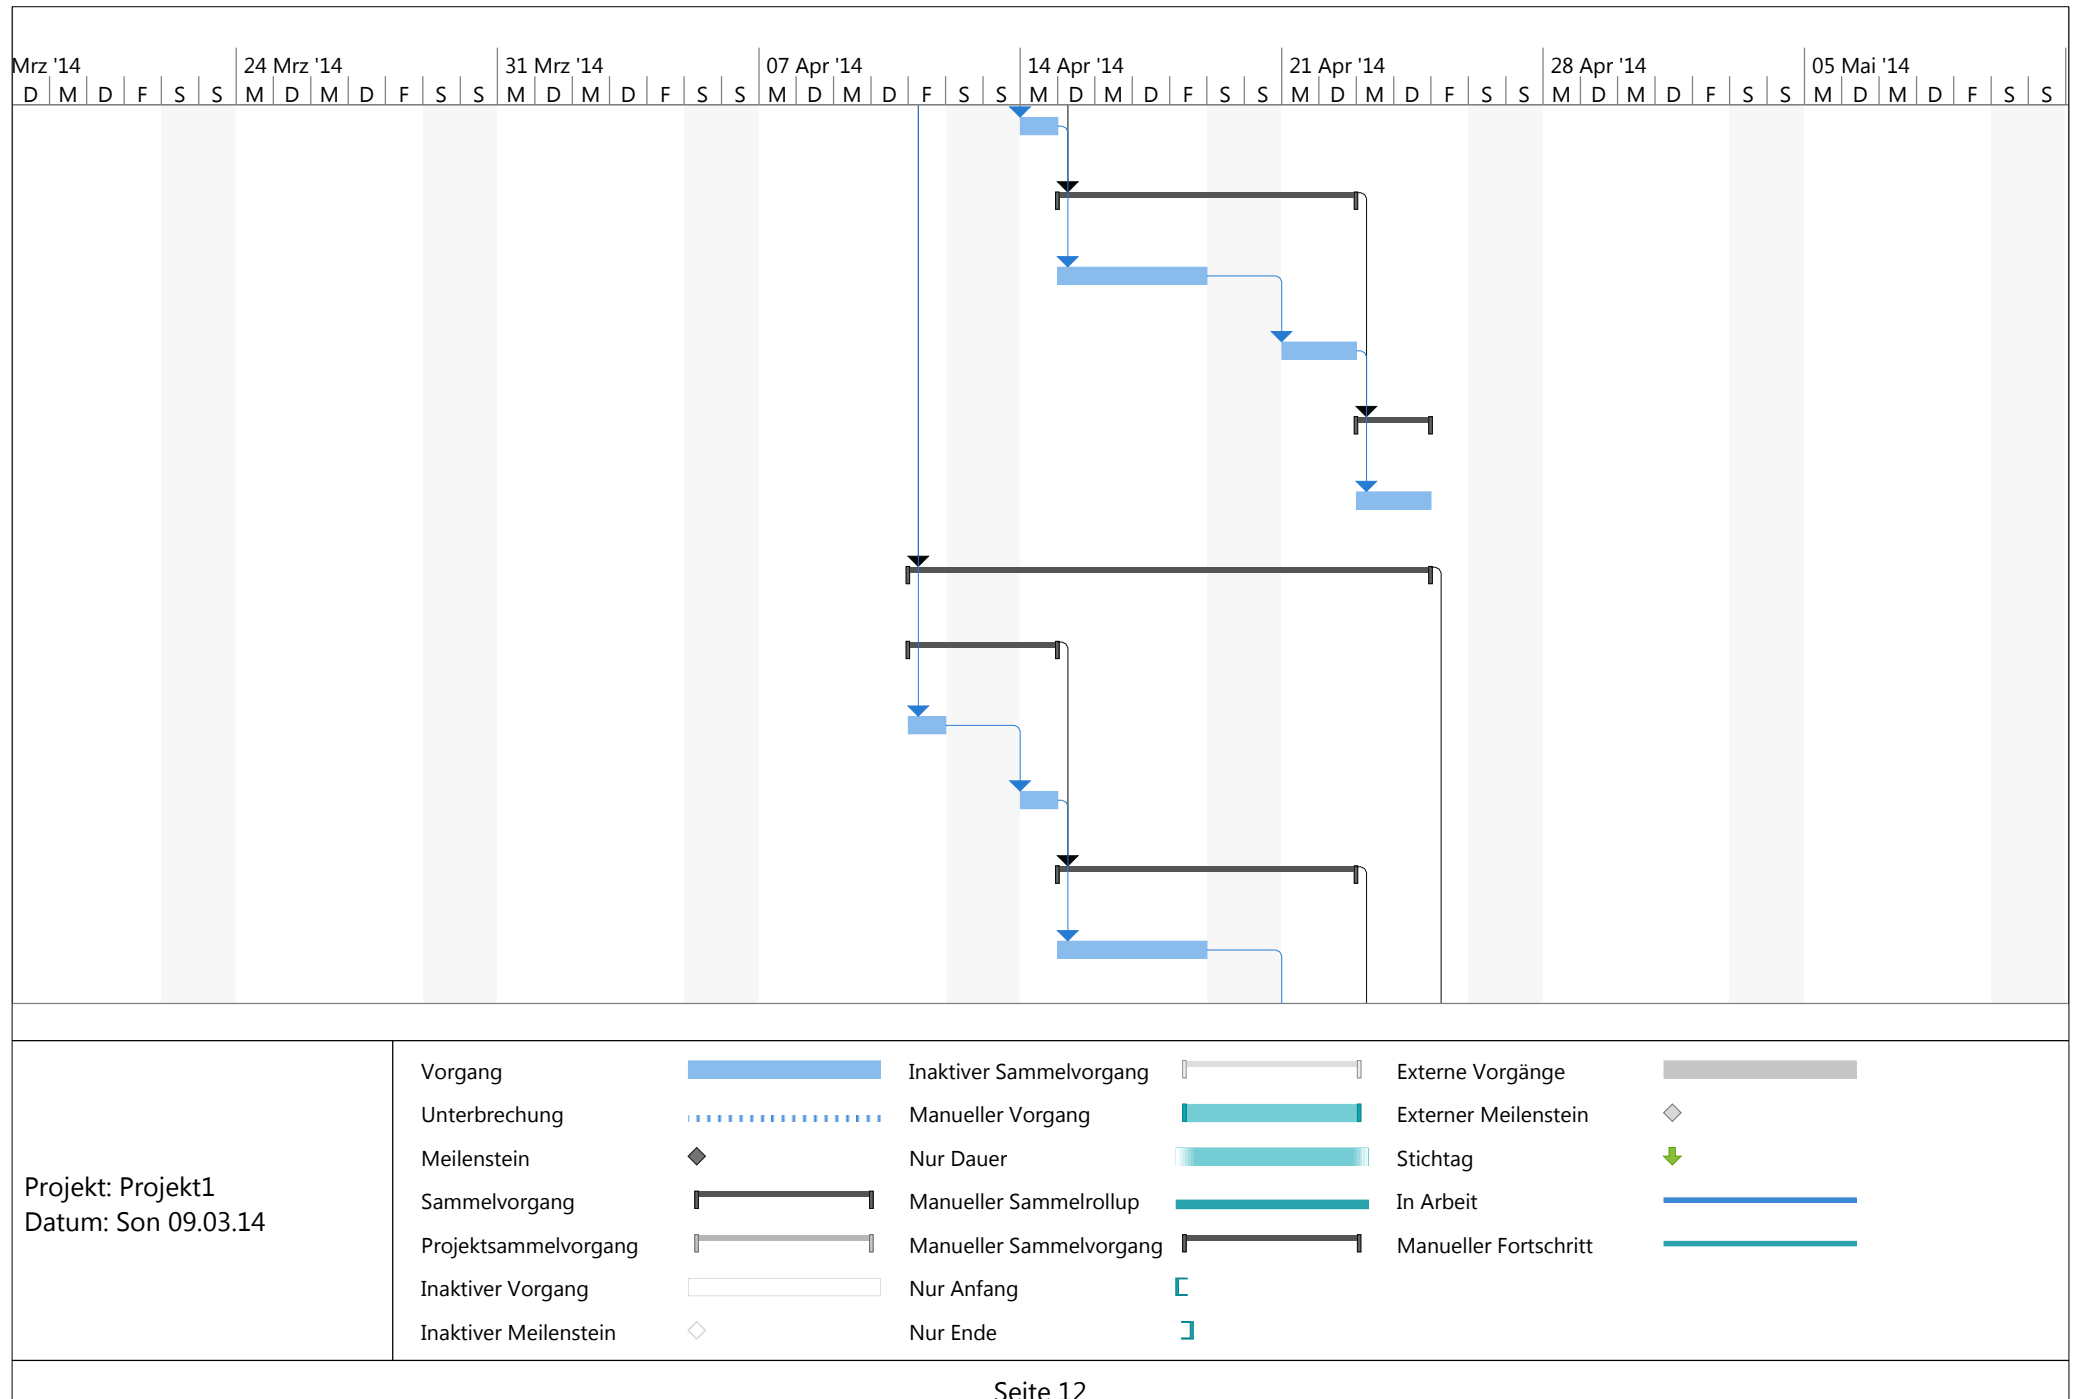 Mrz '14 24 Mrz '14 31 Mrz '14 07 Apr '14 14 Apr '14 21 Apr '14 28 Apr '14 05 Mai '14
D M D F S S M D M D F S S M D M D F S S M D M D F S S M D M D F S S M D M D F S S M D M D F S S M D M D F S S
Projekt: Projekt1
Datum: Son 09.03.14
Vorgang
Unterbrechung
Meilenstein
Sammelvorgang
Projektsammelvorgang
Inaktiver Vorgang
Inaktiver Meilenstein
Inaktiver Sammelvorgang
Manueller Vorgang
Nur Dauer
Manueller Sammelrollup
Manueller Sammelvorgang
Nur Anfang
Nur Ende
Externe Vorgänge
Externer Meilenstein
Stichtag
In Arbeit
Manueller Fortschritt
Seite 12